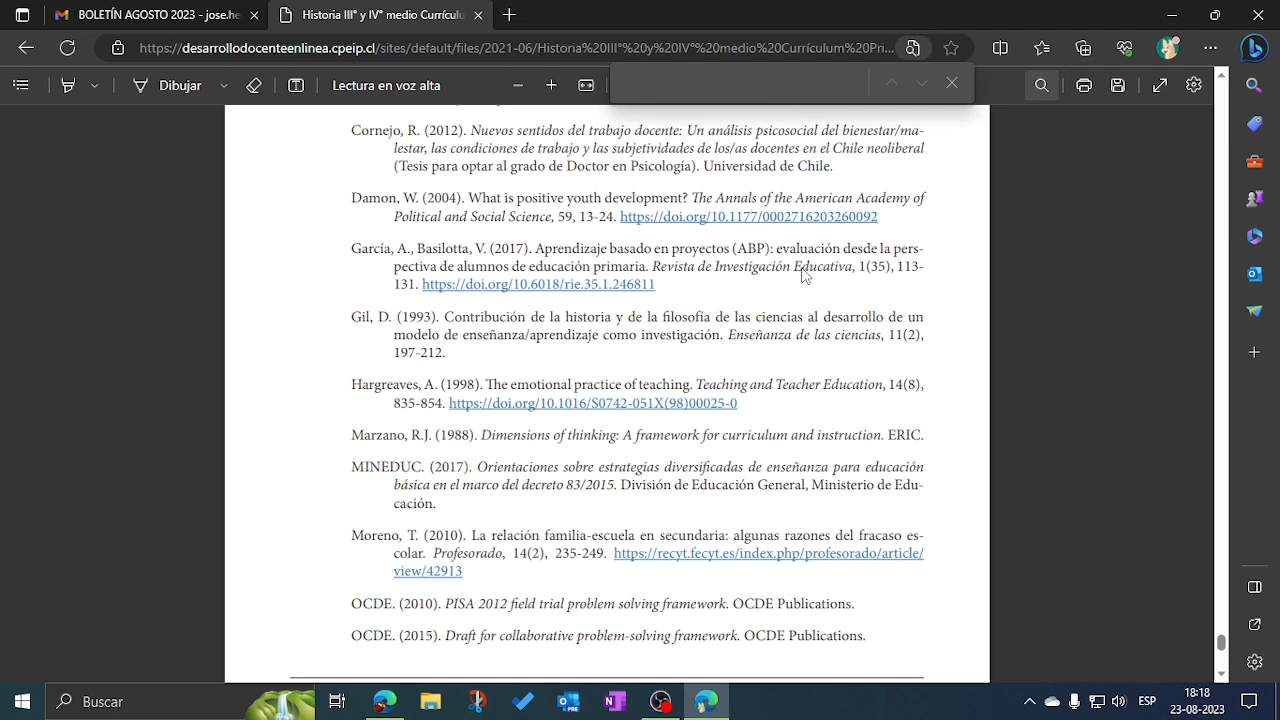 BOLETÍN AGOSTO 2023 - jose.he
Historia III° y IV° medio Currícul
https://desarrollodocenteenlinea.cpeip.cl/sites/default/files/2021-06/Historia%20III°%20y%20IV°%20medio%20Currículum%20Pri...
Dibujar
Lectura en voz alta
Cornejo, R. (2012). Nuevos sentidos del trabajo docente: Un análisis psicosocial del bienestar/ma-
lestar, las condiciones de trabajo y las subjetividades de los/as docentes en el Chile neoliberal
(Tesis para optar al grado de Doctor en Psicología). Universidad de Chile.
Damon, W. (2004). What is positive youth development? The Annals of the American Academy of
Political and Social Science, 59, 13-24. https://doi.org/10.1177/0002716203260092
García, A., Basilotta, V. (2017). Aprendizaje basado en proyectos (ABP): evaluación desde la pers-
pectiva de alumnos de educación primaria. Revista de Investigación Educativa, 1(35), 113-
131. https://doi.org/10.6018/rie.35.1.246811
Gil, D. (1993). Contribución de la historia y de la filosofía de las ciencias al desarrollo de un
modelo de enseñanza/aprendizaje como investigación. Enseñanza de las ciencias, 11(2),
197-212.
Hargreaves, A. (1998). The emotional practice of teaching. Teaching and Teacher Education, 14(8),
835-854. https://doi.org/10.1016/S0742-051X(98)00025-0
Marzano, R.J. (1988). Dimensions of thinking: A framework for curriculum and instruction. ERIC.
MINEDUC. (2017). Orientaciones sobre estrategias diversificadas de enseñanza para educación
básica en el marco del decreto 83/2015. División de Educación General, Ministerio de Edu-
cación.
Moreno, T. (2010). La relación familia-escuela en secundaria: algunas razones del fracaso es-
colar. Profesorado, 14(2), 235-249. https://recyt.fecyt.es/index.php/profesorado/article/
view/42913
OCDE. (2010). PISA 2012 field trial problem solving framework. OCDE Publications.
OCDE. (2015). Draft for collaborative problem-solving framework. OCDE Publications.
Buscar
ESP
18:18
23-08-2023